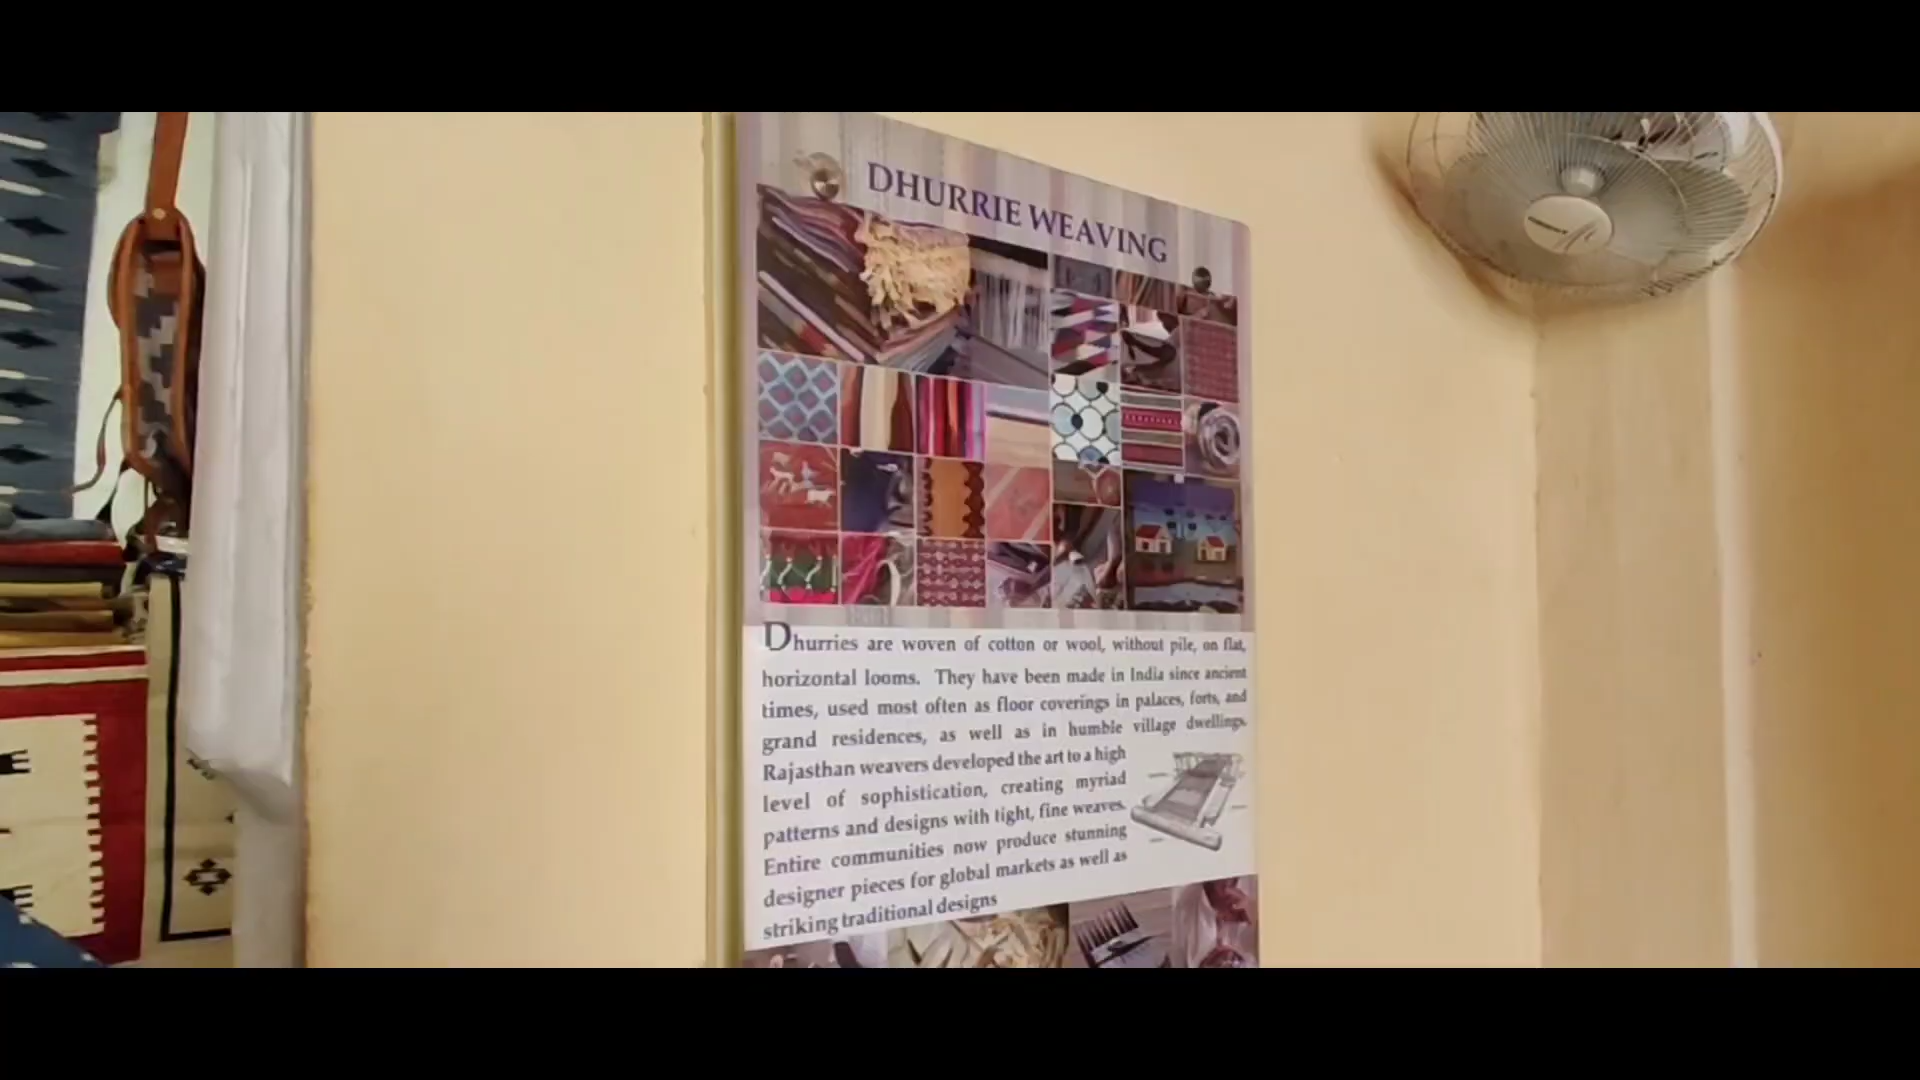 DHURRIE WEAVING
Dhurries are woven of cotton or wool, without pile, on flat,
horizontal looms. They have been made in India since ancient
times, used most often as floor coverings in palaces, forts, and
grand residences, as well as in humble village dwellings.
Rajasthan weavers developed the art to a high
level of sophistication, creating myriad
patterns and designs with tight, fine weaves.
Entire communities now produce stunning
designer pieces for global markets as well as
striking traditional designs